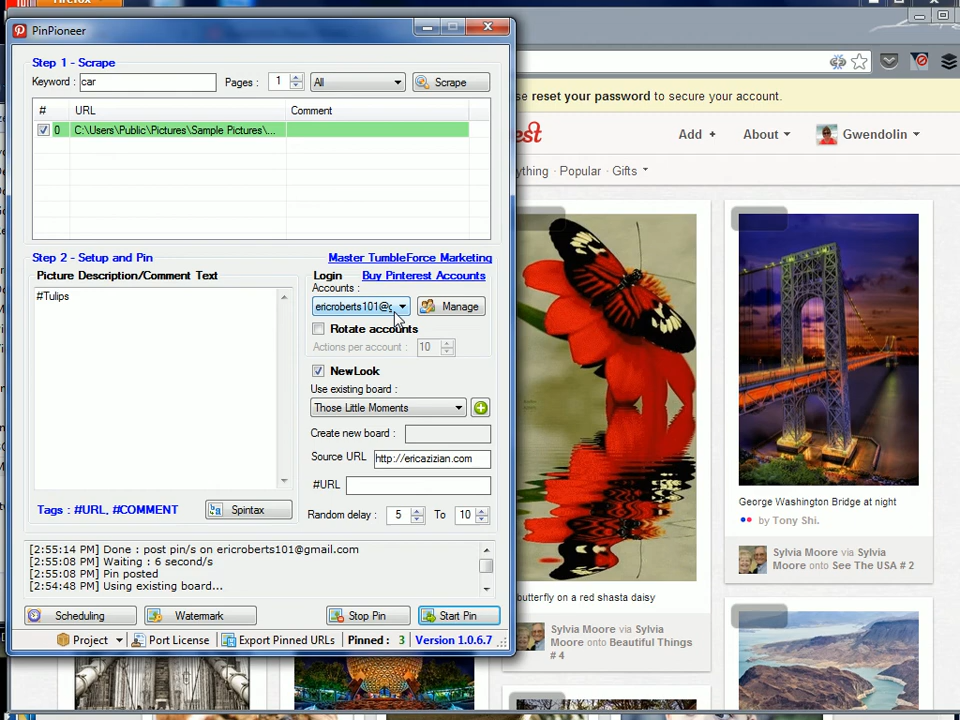 Firefox
PinPioneer
Step 1 - Scrape
Keyword : car Pages : 1 All Scrape
# URL Comment
0 C:\Users\Public\Pictures\Sample Pictures\...
Step 2 - Setup and Pin
Master TumbleForce Marketing
Picture Description/Comment Text
Login
Buy Pinterest Accounts
Accounts :
#Tulips
ericroberts101@g
Manage
Rotate accounts
Actions per account : 10
NewLook
Use existing board :
Those Little Moments
Create new board :
Source URL http://ericazizian.com
#URL
Tags : #URL, #COMMENT
Spintax
Random delay : 5 To 10
[2:55:14 PM] Done : post pin/s on ericroberts101@gmail.com
[2:55:08 PM] Waiting : 6 second/s
[2:55:08 PM] Pin posted
[2:54:48 PM] Using existing board...
Scheduling Watermark Stop Pin Start Pin
Project Port License Export Pinned URLs Pinned : 3 Version 1.0.6.7
se reset your password to secure your account.
est
Add + About Gwendolin
ything · Popular · Gifts
butterfly on a red shasta daisy
Sylvia Moore via Sylvia
Moore onto Beautiful Things
# 4
George Washington Bridge at night
by Tony Shi.
Sylvia Moore via Sylvia
Moore onto See The USA # 2